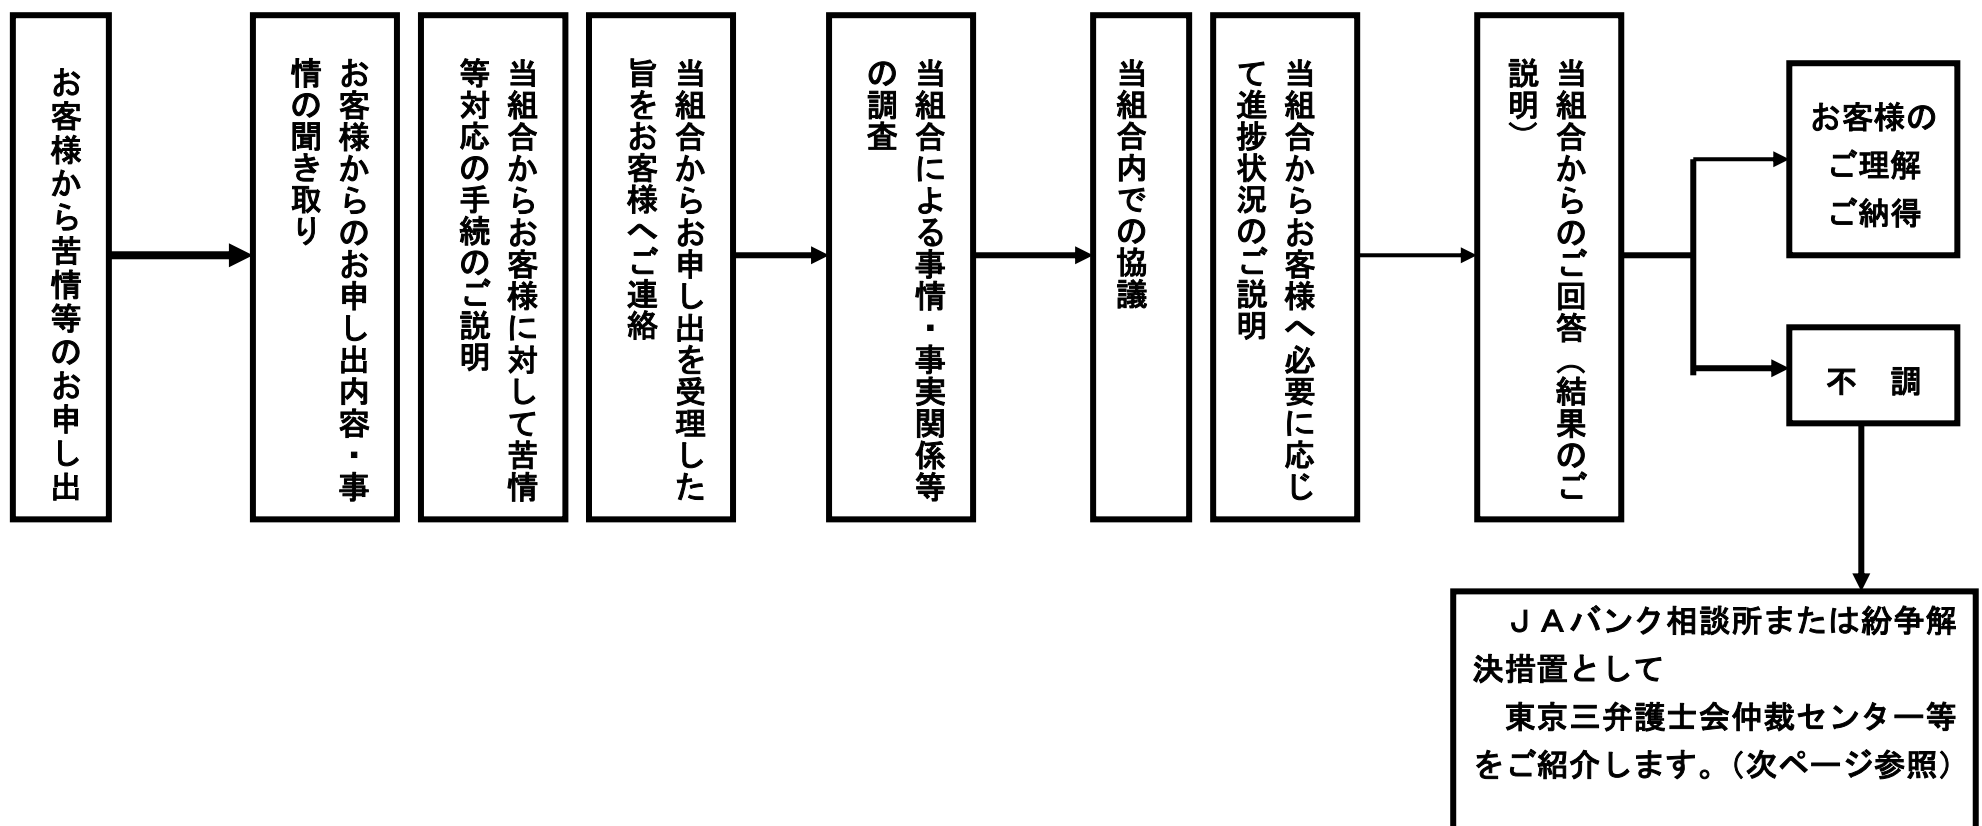 お客様から苦情等のお申し出
お客様からのお申し出内容・事
情の聞き取り
当組合からお客様に対して苦情
等対応の手続のご説明
当組合からお申し出を受理した
旨をお客様へご連絡
当組合による事情・事実関係等
の調査
当組合内での協議
当組合からお客様へ必要に応じ
て進捗状況のご説明
当組合からのご回答（結果のご
説明）
お客様の
ご理解
ご納得
不　調
ＪＡバンク相談所または紛争解
決措置として
東京三弁護士会仲裁センター等
をご紹介します。（次ページ参照）